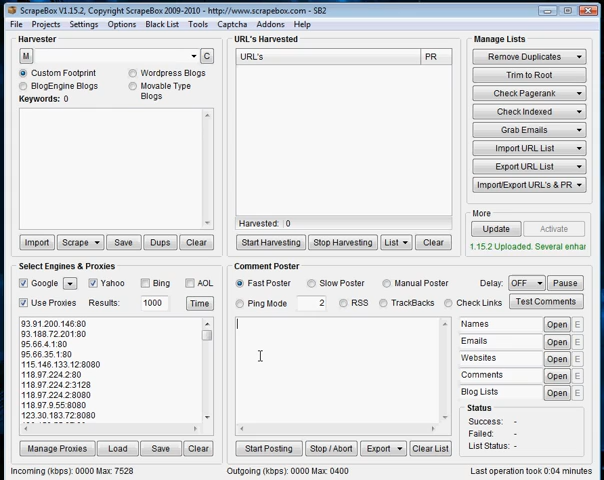 ScrapeBox V1.15.2, Copyright ScrapeBox 2009-2010 - http://www.scrapebox.com - SB2
File Projects Settings Options Black List Tools Captcha Addons Help
Harvester
M C
Custom Footprint Wordpress Blogs
BlogEngine Blogs Movable Type Blogs
Keywords: 0
Import Scrape Save Dups Clear
URL's Harvested
URL's PR
Harvested: 0
Start Harvesting Stop Harvesting List Clear
Manage Lists
Remove Duplicates
Trim to Root
Check Pagerank
Check Indexed
Grab Emails
Import URL List
Export URL List
Import/Export URL's & PR
More
Update Activate
1.15.2 Uploaded. Several enhar
Select Engines & Proxies
Google Yahoo Bing AOL
Use Proxies Results: 1000 Time
93.91.200.146:80
93.188.72.201:80
95.66.4.1:80
95.66.35.1:80
115.146.133.12:8080
118.97.224.2:80
118.97.224.2:3128
118.97.224.2:8080
118.97.9.55:8080
123.30.183.72:8080
Manage Proxies Load Save Clear
Comment Poster
Fast Poster Slow Poster Manual Poster Delay: OFF Pause
Ping Mode 2 RSS TrackBacks Check Links Test Comments
Names Open E
Emails Open E
Websites Open E
Comments Open E
Blog Lists Open E
Status
Success: -
Failed: -
List Status: -
Start Posting Stop / Abort Export Clear List
Incoming (kbps): 0000 Max: 7528 Outgoing (kbps): 0000 Max: 0400 Last operation took 0:04 minutes